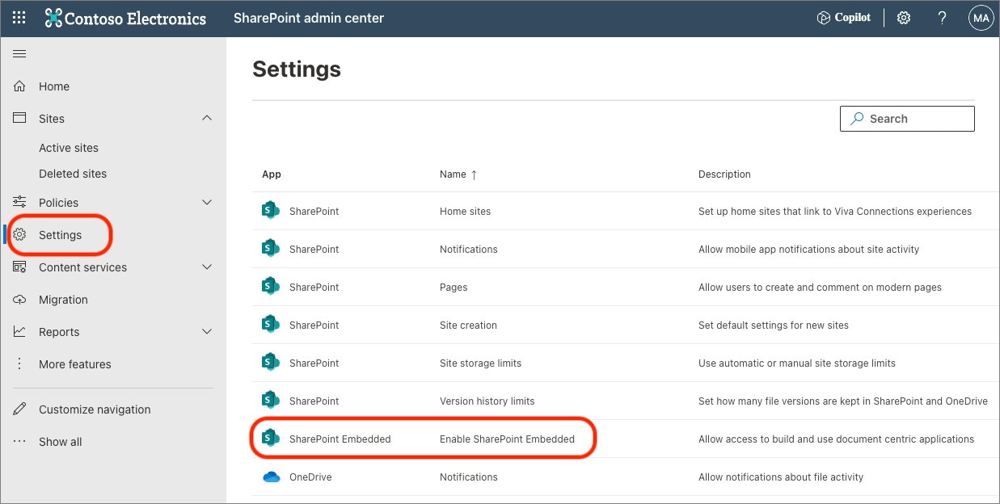 Contoso Electronics SharePoint admin center Copilot ? MA
Home
Sites
Active sites
Deleted sites
Policies
Settings
Content services
Migration
Reports
More features
Customize navigation
Show all
Settings
Search
App Name ↑ Description
SharePoint Home sites Set up home sites that link to Viva Connections experiences
SharePoint Notifications Allow mobile app notifications about site activity
SharePoint Pages Allow users to create and comment on modern pages
SharePoint Site creation Set default settings for new sites
SharePoint Site storage limits Use automatic or manual site storage limits
SharePoint Version history limits Set how many file versions are kept in SharePoint and OneDrive
SharePoint Embedded Enable SharePoint Embedded Allow access to build and use document centric applications
OneDrive Notifications Allow notifications about file activity